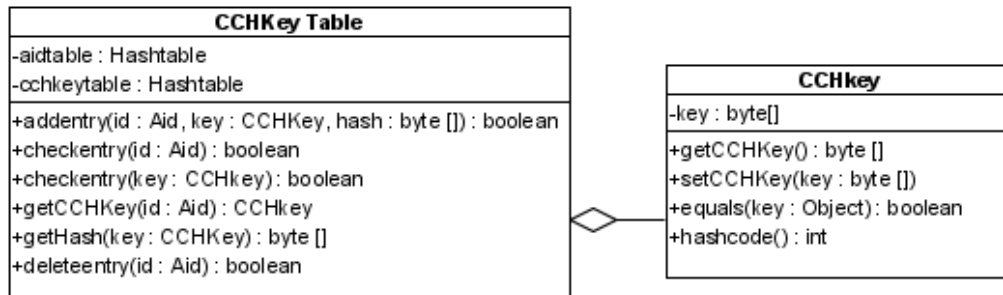 CCHKey Table
-aidtable : Hashtable
-cchkeytable : Hashtable
+addentry(id : Aid, key : CCHKey, hash : byte []) : boolean
+checkentry(id : Aid) : boolean
+checkentry(key : CCHkey) : boolean
+getCCHKey(id : Aid) : CCHkey
+getHash(key : CCHKey) : byte []
+deleteentry(id : Aid) : boolean
CCHkey
-key : byte[]
+getCCHKey() : byte []
+setCCHKey(key : byte [])
+equals(key : Object) : boolean
+hashcode() : int